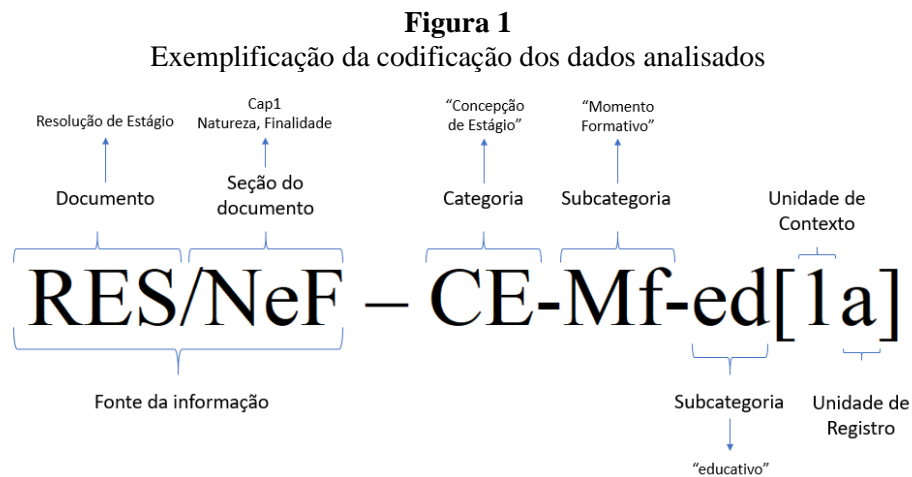 Figura 1
Exemplificação da codificação dos dados analisados
Resolução de Estágio
Cap1
Natureza, Finalidade
“Concepção
de Estágio”
“Momento
Formativo”
Documento
Seção do
documento
Categoria
Subcategoria
Unidade de
Contexto
RES/NeF – CE-Mf-ed[1a]
Fonte da informação
Subcategoria
Unidade de
Registro
“educativo”